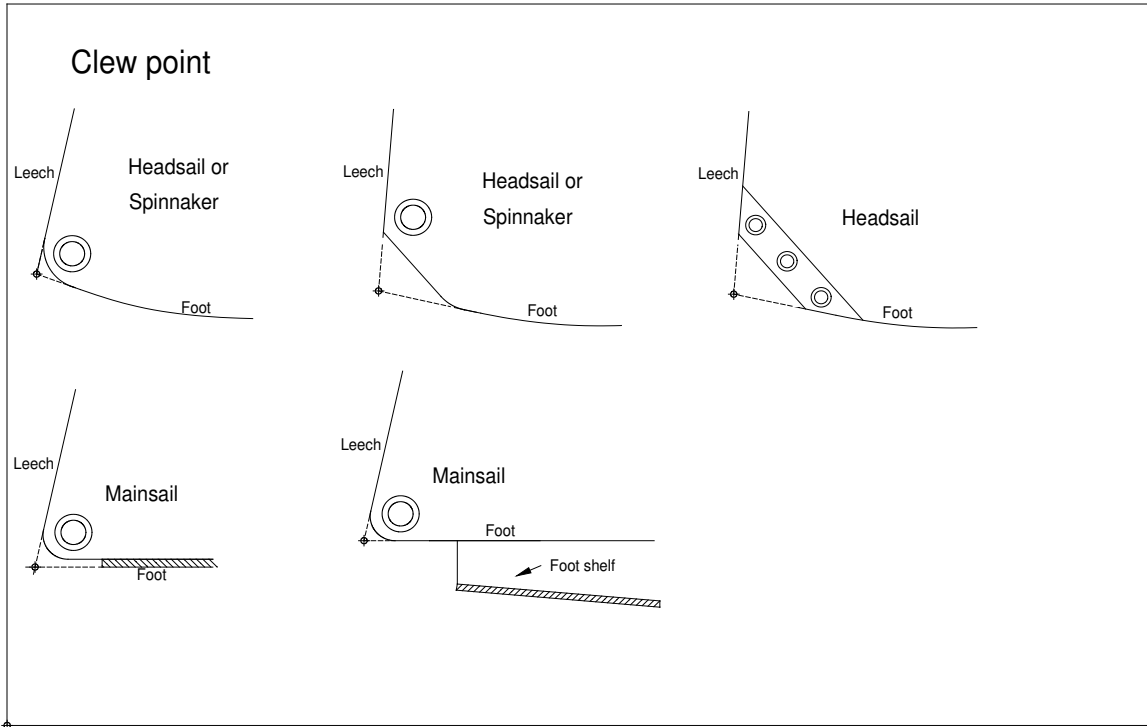 Clew point
Leech
Headsail or
Spinnaker
Foot
Leech
Headsail or
Spinnaker
Foot
Leech
Headsail
Foot
Leech
Mainsail
Foot
Leech
Mainsail
Foot
Foot shelf